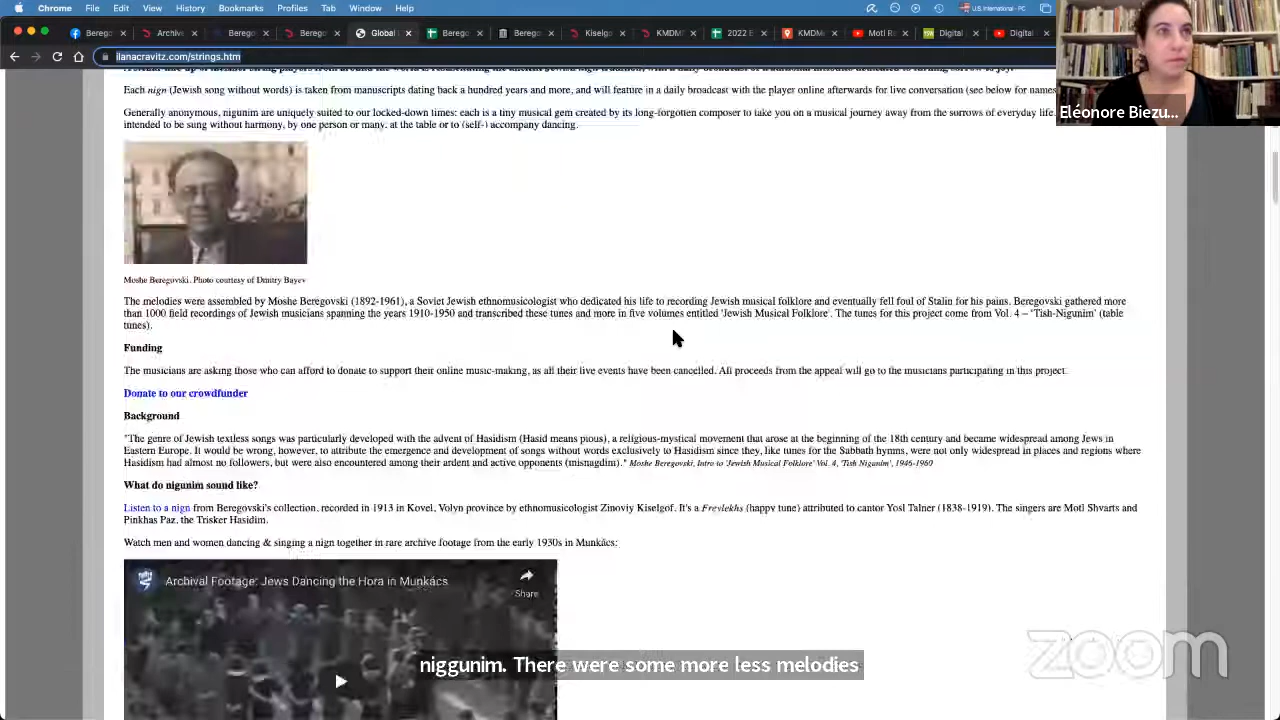 Chrome File Edit View History Bookmarks Profiles Tab Window Help US International - PC
Berego Archive Berego Berego Global Berego Berego Kiselgo KMDM 2022 E KMDM Digital YW Digital
ilanacravitz.com/strings.htm
Each nign (Jewish song without words) is taken from manuscripts dating back a hundred years and more, and will feature in a daily broadcast with the player online afterwards for live conversation (see below for names
Generally anonymous, nigunim are uniquely suited to our locked-down times: each is a tiny musical gem created by its long-forgotten composer to take you on a musical journey away from the sorrows of everyday life.
intended to be sung without harmony, by one person or many, at the table or to (self-) accompany dancing.
Eléonore Biezu...
Moshe Beregovski. Photo courtesy of Dmitry Bayev
The melodies were assembled by Moshe Beregovski (1892-1961), a Soviet Jewish ethnomusicologist who dedicated his life to recording Jewish musical folklore and eventually fell foul of Stalin for his pains. Beregovski gathered more
than 1000 field recordings of Jewish musicians spanning the years 1910-1950 and transcribed these tunes and more in five volumes entitled 'Jewish Musical Folklore'. The tunes for this project come from Vol. 4 – 'Tish-Nigunim' (table
tunes).
Funding
The musicians are asking those who can afford to donate to support their online music-making, as all their live events have been cancelled. All proceeds from the appeal will go to the musicians participating in this project.
Donate to our crowdfunder
Background
"The genre of Jewish textless songs was particularly developed with the advent of Hasidism (Hasid means pious), a religious-mystical movement that arose at the beginning of the 18th century and became widespread among Jews in
Eastern Europe. It would be wrong, however, to attribute the emergence and development of songs without words exclusively to Hasidism since they, like tunes for the Sabbath hymns, were not only widespread in places and regions where
Hasidism had almost no followers, but were also encountered among their ardent and active opponents (misnagdim)." Moshe Beregovski, Intro to 'Jewish Musical Folklore' Vol. 4, 'Tish Nigunim', 1946-1960
What do nigunim sound like?
Listen to a nign from Beregovski's collection, recorded in 1913 in Kovel, Volyn province by ethnomusicologist Zinoviy Kiselgof. It's a Freylekhs (happy tune) attributed to cantor Yosl Talner (1838-1919). The singers are Motl Shvarts and
Pinkhas Paz, the Trisker Hasidim.
Watch men and women dancing & singing a nign together in rare archive footage from the early 1930s in Munkács:
Archival Footage: Jews Dancing the Hora in Munkács
Share
niggunim. There were some more less melodies
zoom